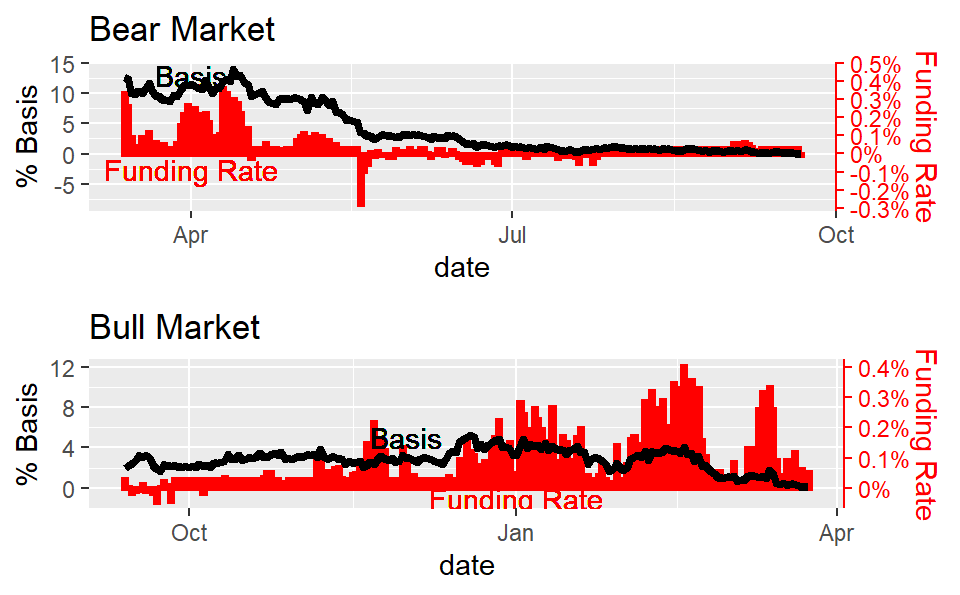 Bear Market
% Basis
15
10
5
0
-5
Basis
Funding Rate
0.5%
0.4%
0.3%
0.2%
0.1%
0%
-0.1%
-0.2%
-0.3%
Funding Rate
Apr
Jul
Oct
date
Bull Market
% Basis
12
8
4
0
Basis
Funding Rate
0.4%
0.3%
0.2%
0.1%
0%
Funding Rate
Oct
Jan
Apr
date